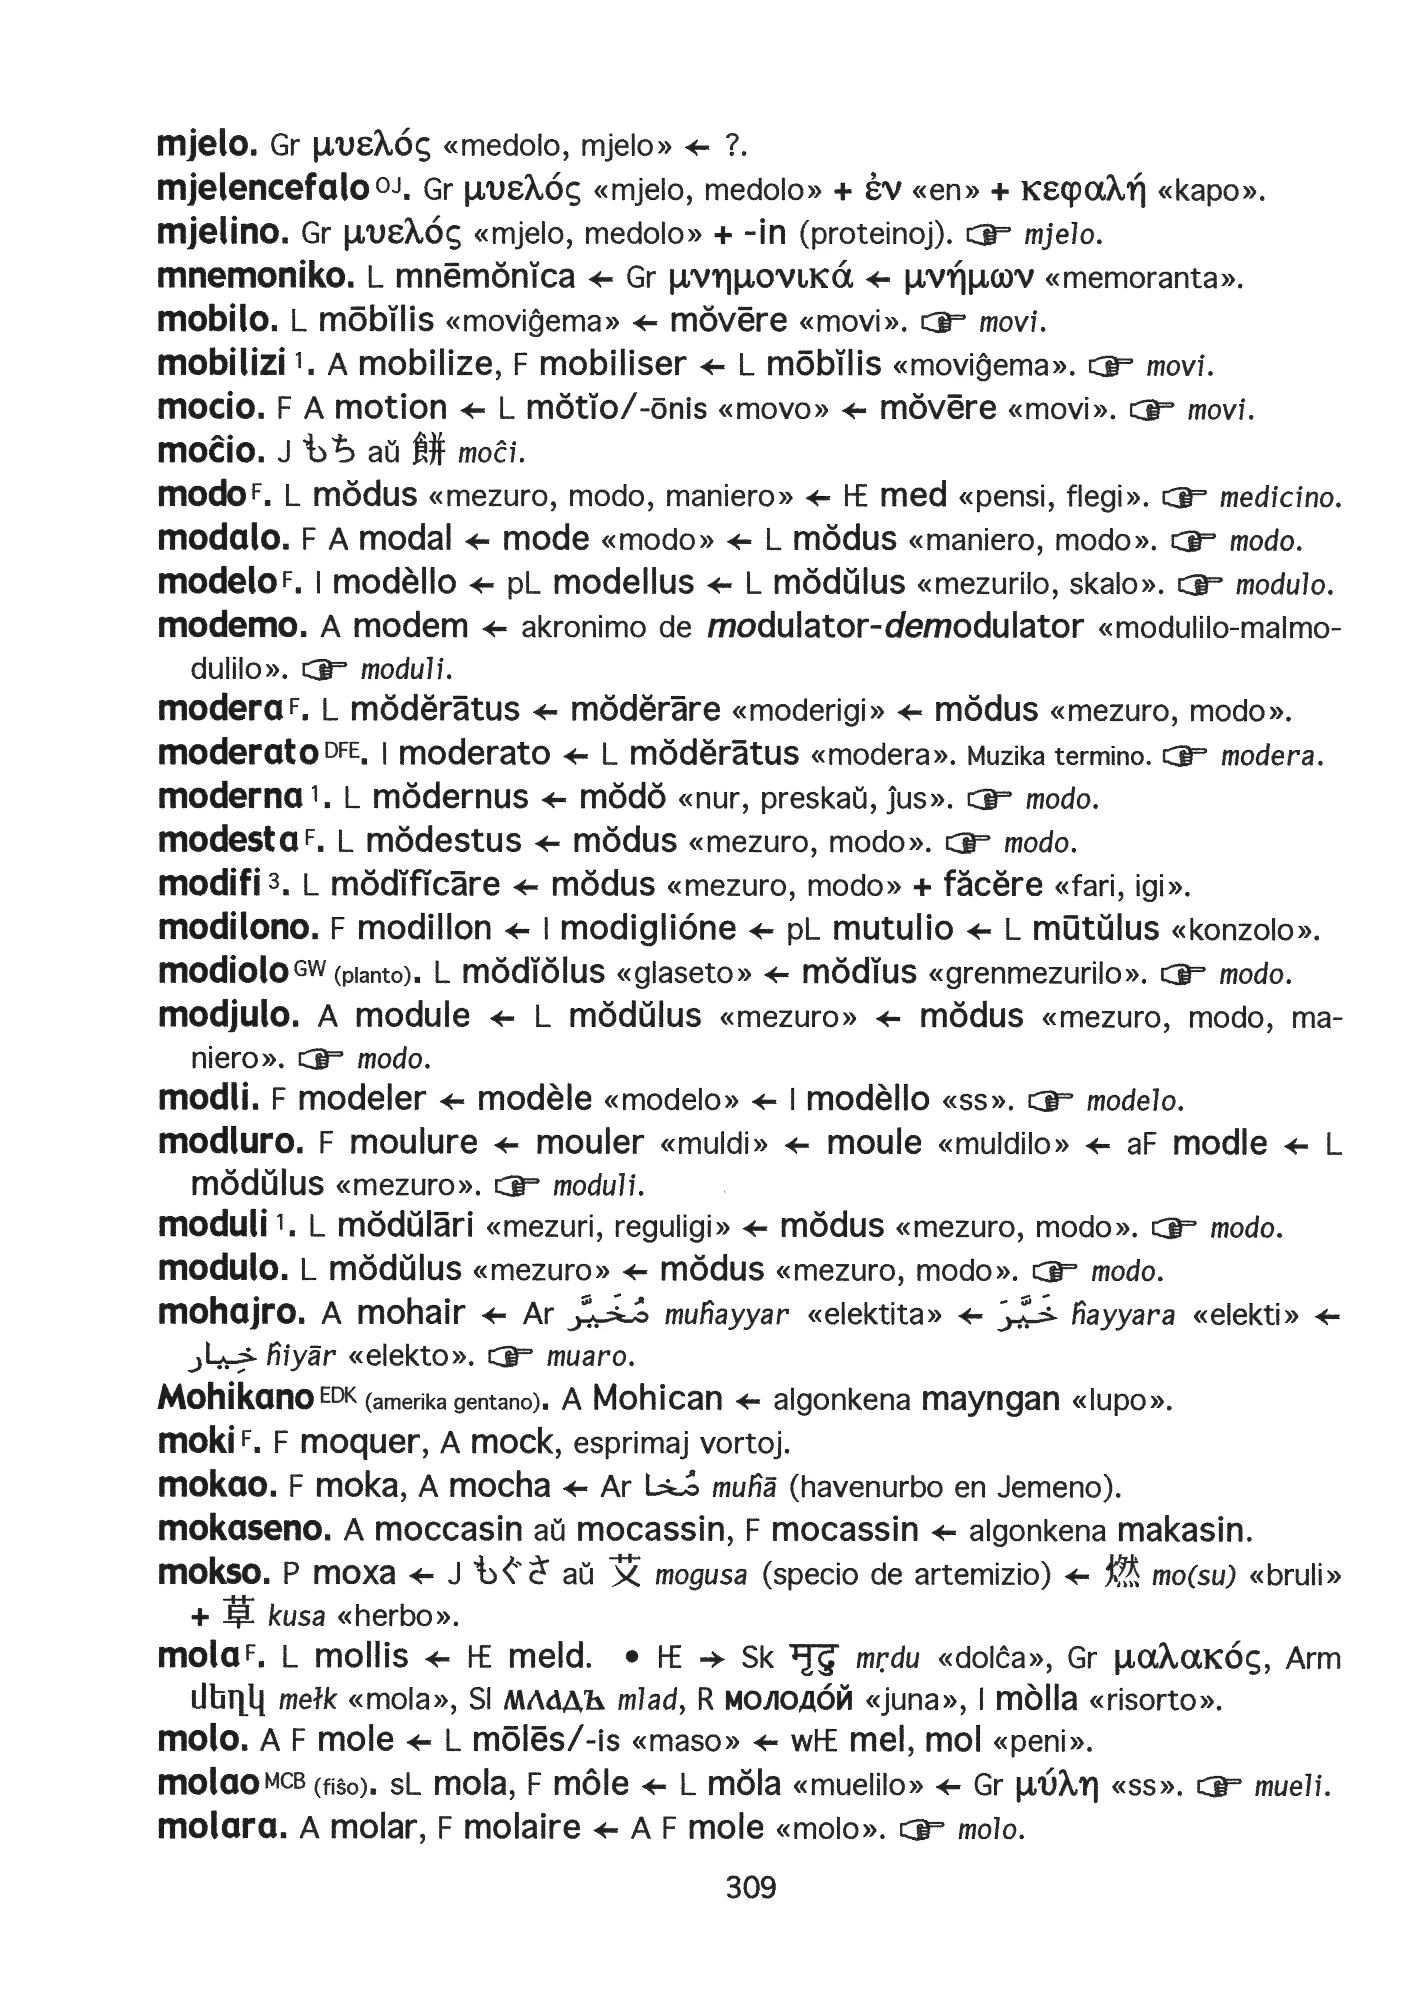 mjelo. Gr μυελός «medolo, mjelo» ← ?.
mjelencefalo OJ. Gr μυελός «mjelo, medolo» + ἐν «en» + κεφαλή «kapo».
mjelino. Gr μυελός «mjelo, medolo» + -in (proteinoj). ☞ mjelo.
mnemoniko. L mnēmŏnĭca ← Gr μνημονικά ← μνήμων «memoranta».
mobilo. L mōbĭlis «moviĝema» ← mŏvēre «movi». ☞ movi.
mobilizi 1. A mobilize, F mobiliser ← L mōbĭlis «moviĝema». ☞ movi.
mocio. F A motion ← L mŏtĭo/-ōnis «movo» ← mŏvēre «movi». ☞ movi.
moĉio. J もち aŭ 餅 moĉi.
modo F. L mŏdus «mezuro, modo, maniero» ← IE med «pensi, flegi». ☞ medicino.
modalo. F A modal ← mode «modo» ← L mŏdus «maniero, modo». ☞ modo.
modelo F. I modèllo ← pL modellus ← L mŏdŭlus «mezurilo, skalo». ☞ modulo.
modemo. A modem ← akronimo de modulator-demodulator «modulilo-malmo-
dulilo». ☞ moduli.
modera F. L mŏdĕrātus ← mŏdĕrāre «moderigi» ← mŏdus «mezuro, modo».
moderato DFE. I moderato ← L mŏdĕrātus «modera». Muzika termino. ☞ modera.
moderna 1. L mŏdernus ← mŏdŏ «nur, preskaŭ, ĵus». ☞ modo.
modesta F. L mŏdestus ← mŏdus «mezuro, modo». ☞ modo.
modifi 3. L mŏdĭfĭcāre ← mŏdus «mezuro, modo» + făcĕre «fari, igi».
modilono. F modillon ← I modiglióne ← pL mutulio ← L mūtŭlus «konzolo».
modiolo GW (planto). L mŏdĭŏlus «glaseto» ← mŏdĭus «grenmezurilo». ☞ modo.
modjulo. A module ← L mŏdŭlus «mezuro» ← mŏdus «mezuro, modo, ma-
niero». ☞ modo.
modli. F modeler ← modèle «modelo» ← I modèllo «ss». ☞ modelo.
modluro. F moulure ← mouler «muldi» ← moule «muldilo» ← aF modle ← L
mŏdŭlus «mezuro». ☞ moduli.
moduli 1. L mŏdŭlāri «mezuri, reguligi» ← mŏdus «mezuro, modo». ☞ modo.
modulo. L mŏdŭlus «mezuro» ← mŏdus «mezuro, modo». ☞ modo.
mohajro. A mohair ← Ar مُخَيَّر muĥayyar «elektita» ← خَيَّرَ ĥayyara «elekti» ←
خِيار ĥiyār «elekto». ☞ muaro.
Mohikano EDK (amerika gentano). A Mohican ← algonkena mayngan «lupo».
moki F. F moquer, A mock, esprimaj vortoj.
mokao. F moka, A mocha ← Ar مُخا muĥā (havenurbo en Jemeno).
mokaseno. A moccasin aŭ mocassin, F mocassin ← algonkena makasin.
mokso. P moxa ← J もぐさ aŭ 艾 mogusa (specio de artemizio) ← 燃 mo(su) «bruli»
+ 草 kusa «herbo».
mola F. L mollis ← IE meld. • IE → Sk मृदु mṛdu «dolĉa», Gr μαλακός, Arm
մեղկ mełk «mola», Sl младъ mlad, R молодо́й «juna», I mòlla «risorto».
molo. A F mole ← L mōlēs/-is «maso» ← wIE mel, mol «peni».
molao MCB (fiŝo). sL mola, F môle ← L mŏla «muelilo» ← Gr μύλη «ss». ☞ mueli.
molara. A molar, F molaire ← A F mole «molo». ☞ molo.
309